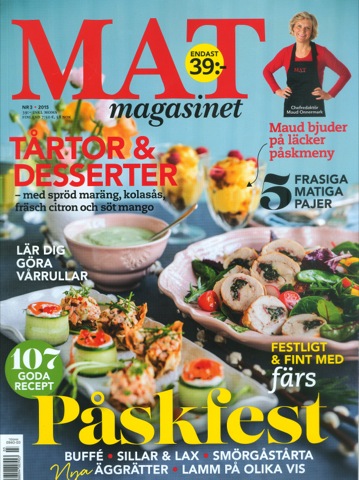 MAT
magasinet
ENDAST
39:-
NR 3 • 2015
Chefredaktör
Maud Onnermark
Maud bjuder
på läcker
påskmeny
TÅRTOR &
DESSERTER
– med spröd maräng, kolasås,
fräsch citron och söt mango
5 FRASIGA
MATIGA
PAJER
LÄR DIG
GÖRA
VÅRRULLAR
107
GODA
RECEPT
FESTLIGT
& FINT MED
färs
Påskfest
BUFFÉ • SILLAR & LAX • SMÖRGÅSTÅRTA
Nya ÄGGRÄTTER • LAMM PÅ OLIKA VIS